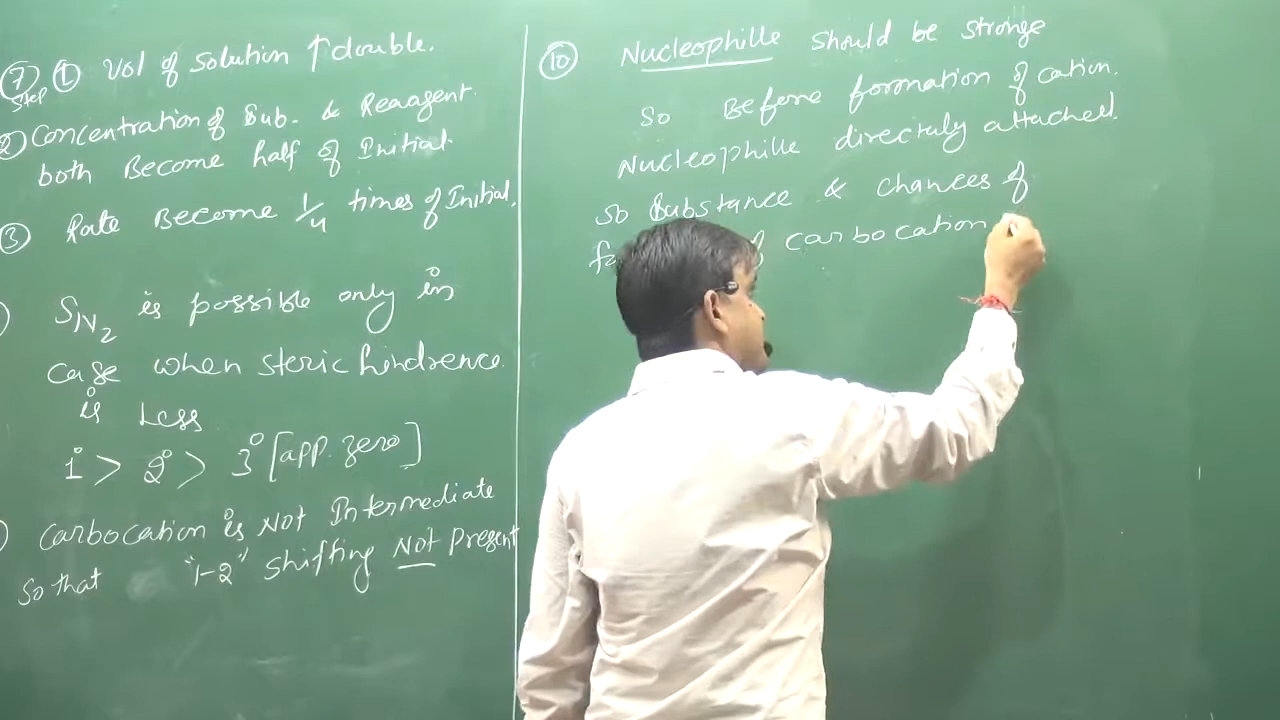 ⑦ ① Vol of solution ↑ double.
Step
② Concentration of Sub. & Reaagent
both Become half of Initial.
③ Rate Become 1/4 times of Initial.
SN2 is possible only in
case when steric hindrence
is Less
1° > 2° > 3° [app. zero]
Carbocation is NOT Intermediate
So that "1-2" shifting NOT present
⑩ Nucleophille should be stronge
So Before formation of cation.
Nucleophille directuly attached.
so substance & chances of
carbocation